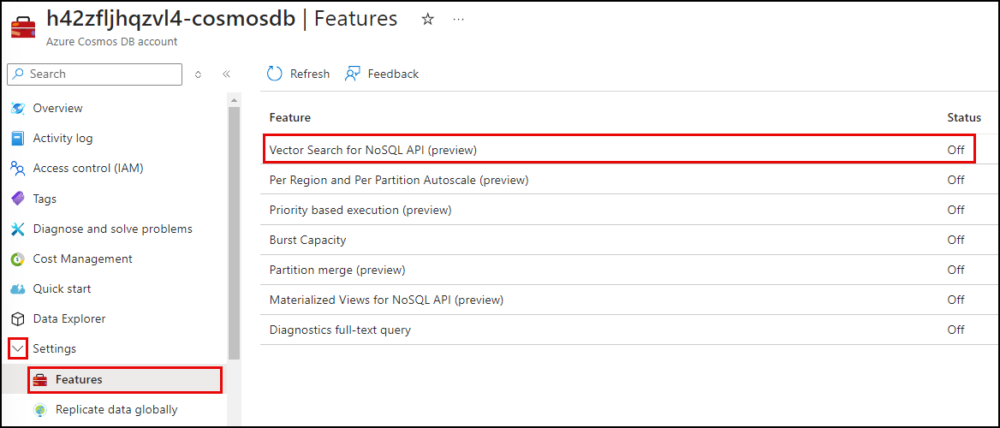 h42zfljhqzvl4-cosmosdb | Features
Azure Cosmos DB account
Search
Refresh
Feedback
Overview
Activity log
Access control (IAM)
Tags
Diagnose and solve problems
Cost Management
Quick start
Data Explorer
Settings
Features
Replicate data globally
Feature Status
Vector Search for NoSQL API (preview) Off
Per Region and Per Partition Autoscale (preview) Off
Priority based execution (preview) Off
Burst Capacity Off
Partition merge (preview) Off
Materialized Views for NoSQL API (preview) Off
Diagnostics full-text query Off